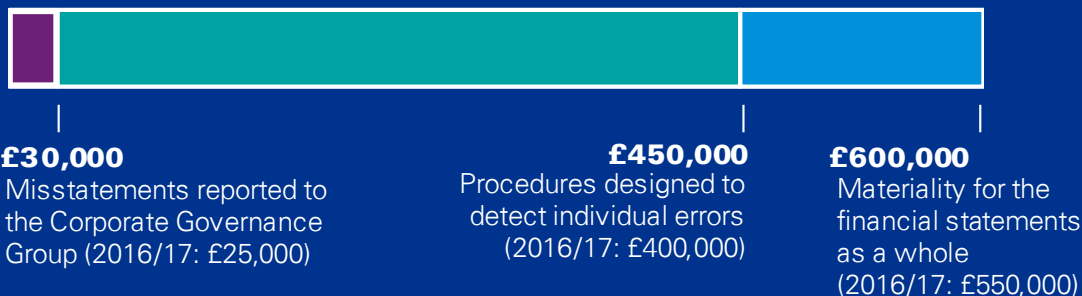 £30,000
Misstatements reported to
the Corporate Governance
Group (2016/17: £25,000)
£450,000
Procedures designed to
detect individual errors
(2016/17: £400,000)
£600,000
Materiality for the
financial statements
as a whole
(2016/17: £550,000)